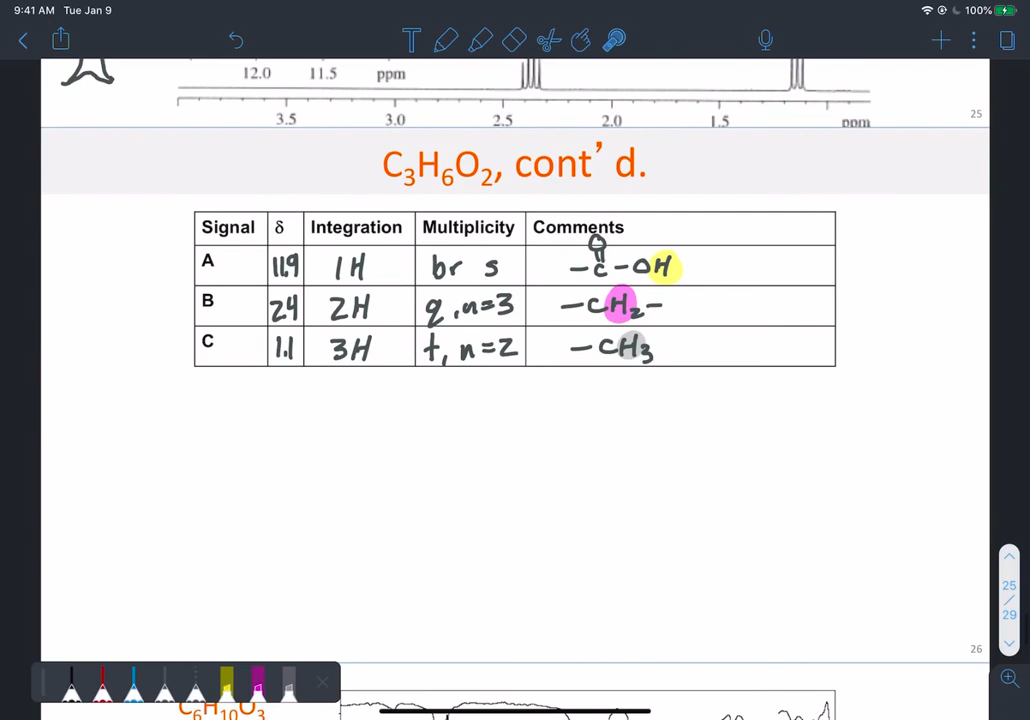 9:41 AM Tue Jan 9
100%
12.0 11.5 ppm
3.5 3.0 2.5 2.0 1.5 ppm
25
C₃H₆O₂, cont'd.
Signal δ Integration Multiplicity Comments
O
A 11.9 1H br s -C-OH
B 24 2H q, n=3 -CH₂-
C 1.1 3H t, n=2 -CH₃
25
/
29
26
C₆H₁₀O₃